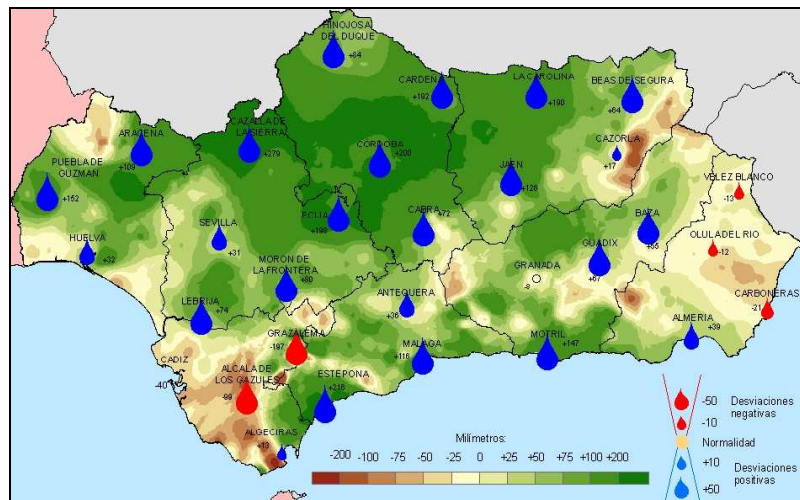 HINOJOSA
DEL DUQUE
+84
CARDEÑA
+192
LA CAROLINA
+190
BEAS DE SEGURA
+64
CAZALLA DE
LA SIERRA
+279
ARACENA
+109
CORDOBA
+200
CAZORLA
+17
PUEBLA DE
GUZMAN
+152
JAEN
+126
VELEZ BLANCO
-13
ECIJA
+198
CABRA
+72
SEVILLA
+31
BAZA
+55
HUELVA
+32
OLULA DEL RIO
-12
MORON DE
LA FRONTERA
+80
GUADIX
+67
GRANADA
-8
ANTEQUERA
+36
CARBONERAS
-21
LEBRIJA
+74
ALMERIA
+39
GRAZALEMA
-197
MALAGA
+116
MOTRIL
+147
CADIZ
-40
ALCALA DE
LOS GAZULES
-99
ESTEPONA
+216
ALGECIRAS
+13
Milímetros:
-200 -100 -75 -50 -25 0 +25 +50 +75 +100 +200
-50
Desviaciones
negativas
-10
Normalidad
+10
Desviaciones
positivas
+50